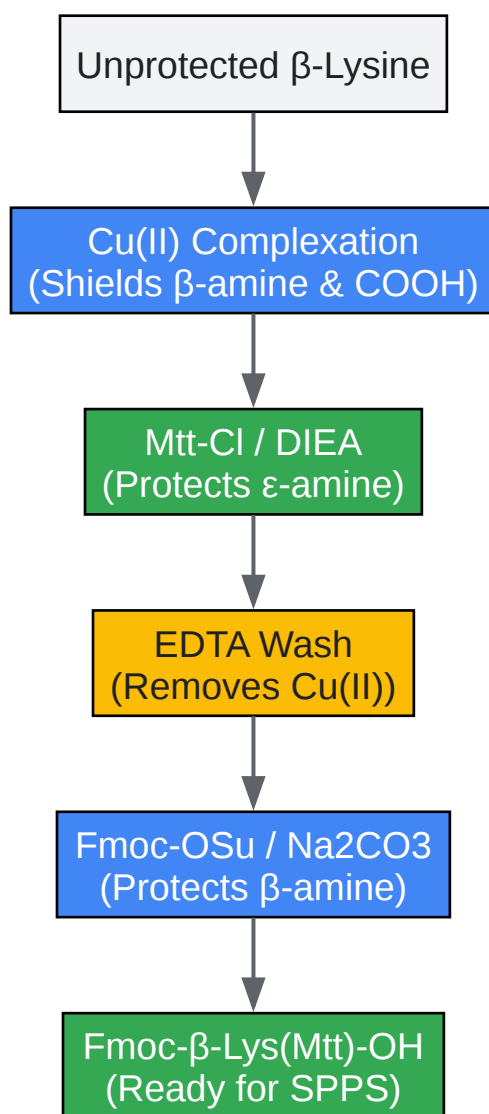 Unprotected β-Lysine
Cu(II) Complexation
(Shields β-amine & COOH)
Mtt-Cl / DIEA
(Protects ε-amine)
EDTA Wash
(Removes Cu(II))
Fmoc-OSu / Na2CO3
(Protects β-amine)
Fmoc-β-Lys(Mtt)-OH
(Ready for SPPS)